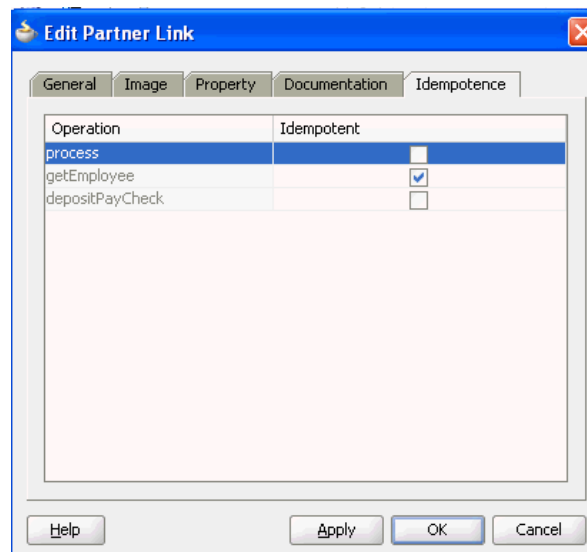 Edit Partner Link
General Image Property Documentation Idempotence
Operation Idempotent
process
getEmployee
depositPayCheck
Help Apply OK Cancel